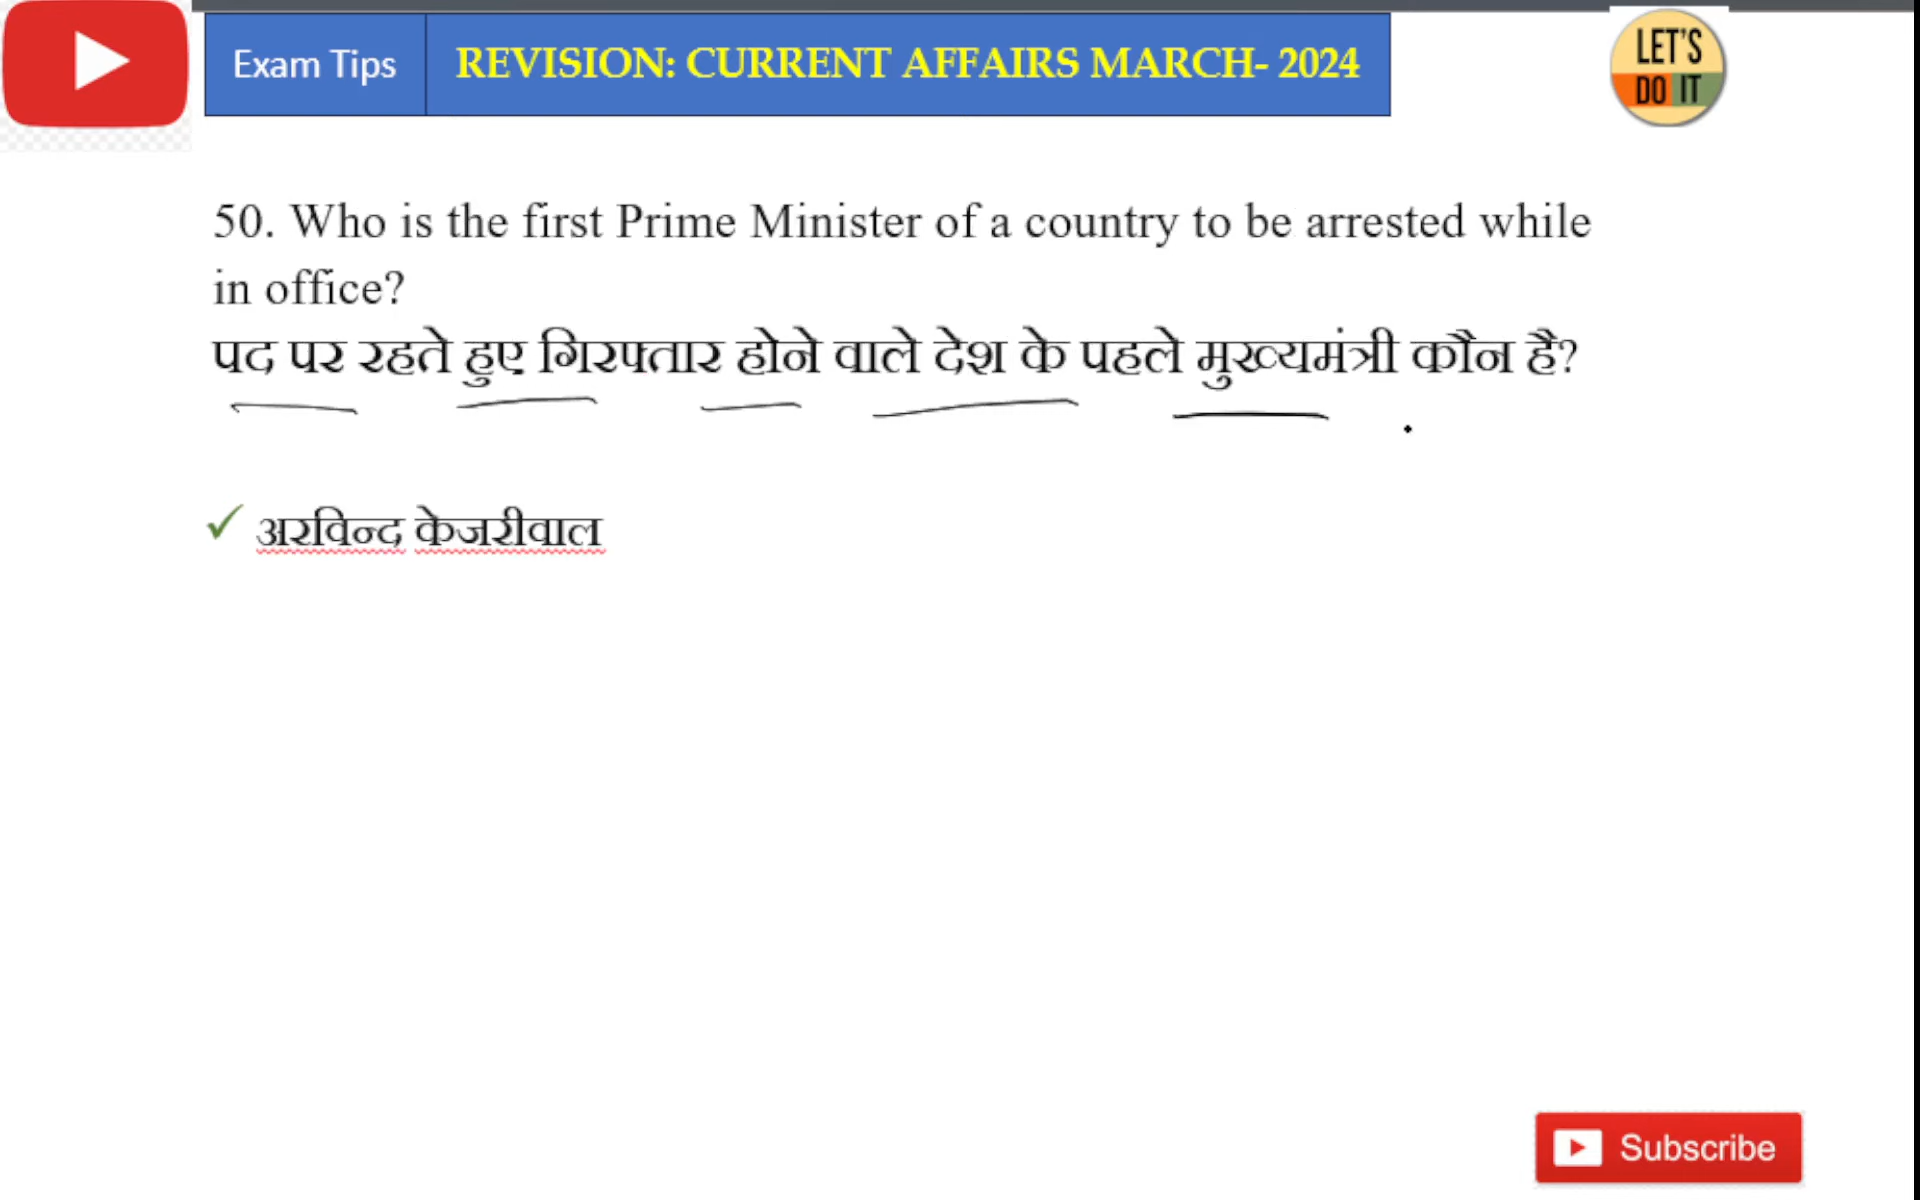 Exam Tips
REVISION: CURRENT AFFAIRS MARCH- 2024
LET'S
DO IT
50. Who is the first Prime Minister of a country to be arrested while
in office?
पद पर रहते हुए गिरफ्तार होने वाले देश के पहले मुख्यमंत्री कौन है?
✓ अरविन्द केजरीवाल
Subscribe